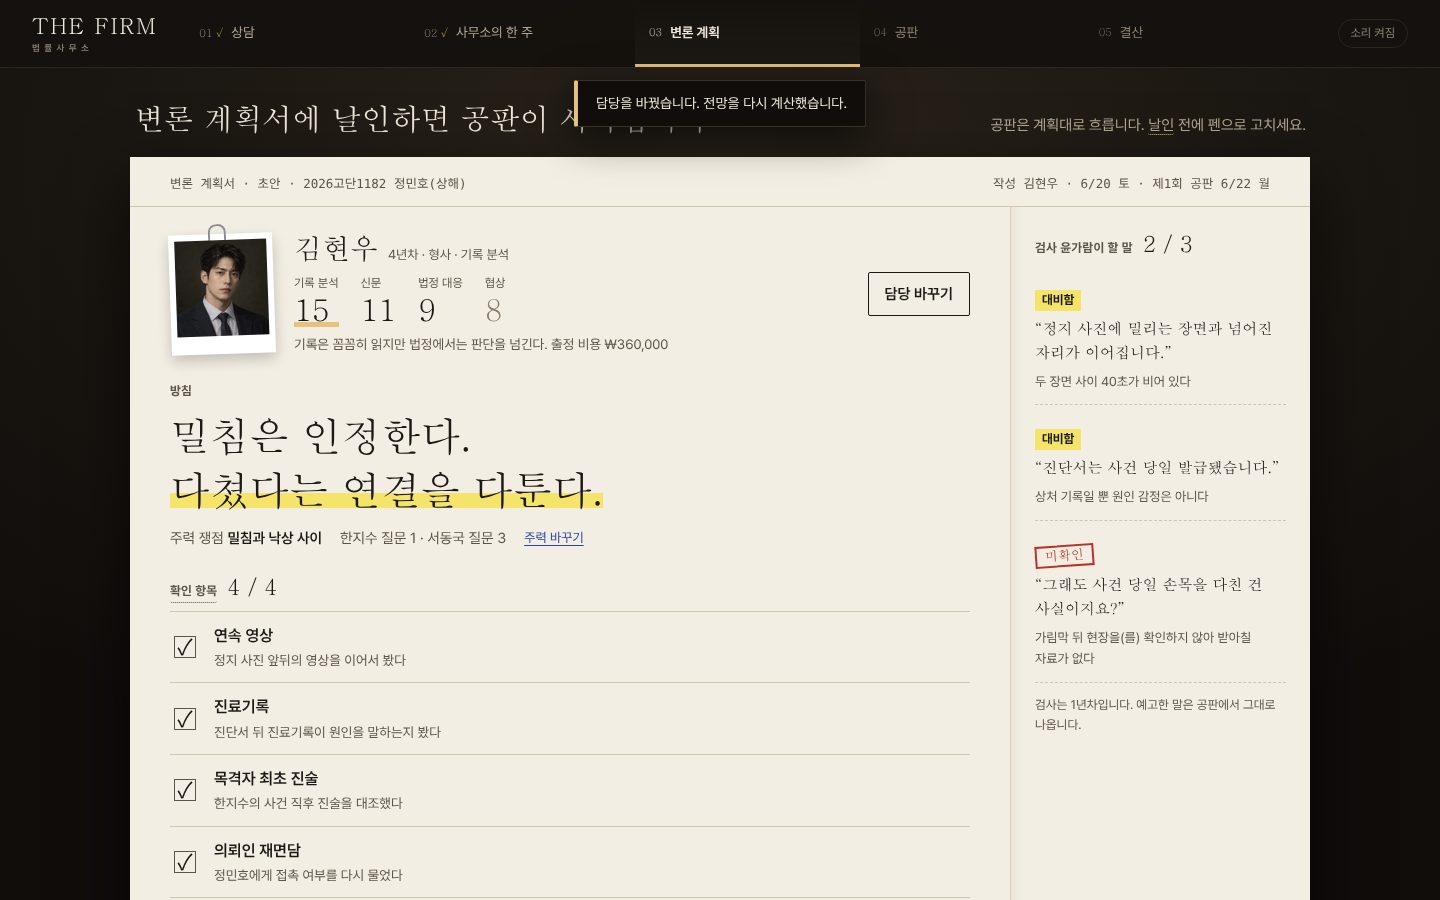 THE FIRM
법률사무소
01 ✓ 상담
02 ✓ 사무소의 한 주
03 변론 계획
04 공판
05 결산
소리 켜짐
담당을 바꿨습니다. 전망을 다시 계산했습니다.
변론 계획서에 날인하면 공판이
공판은 계획대로 흐릅니다. 날인 전에 펜으로 고치세요.
변론 계획서 · 초안 · 2026고단1182 정민호(상해)
작성 김현우 · 6/20 토 · 제1회 공판 6/22 월
김현우 4년차 · 형사 · 기록 분석
기록 분석 신문 법정 대응 협상
15 11 9 8
기록은 꼼꼼히 읽지만 법정에서는 판단을 넘긴다. 출정 비용 ₩360,000
담당 바꾸기
방침
밀침은 인정한다.
다쳤다는 연결을 다툰다.
주력 쟁점 밀침과 낙상 사이 한지수 질문 1 · 서동국 질문 3 주력 바꾸기
확인 항목 4 / 4
연속 영상
정지 사진 앞뒤의 영상을 이어서 봤다
진료기록
진단서 뒤 진료기록이 원인을 말하는지 봤다
목격자 최초 진술
한지수의 사건 직후 진술을 대조했다
의뢰인 재면담
정민호에게 접촉 여부를 다시 물었다
검사 윤가람이 할 말 2 / 3
대비함
“정지 사진에 밀리는 장면과 넘어진
자리가 이어집니다.”
두 장면 사이 40초가 비어 있다
대비함
“진단서는 사건 당일 발급됐습니다.”
상처 기록일 뿐 원인 감정은 아니다
미확인
“그래도 사건 당일 손목을 다친 건
사실이지요?”
가림막 뒤 현장을(를) 확인하지 않아 받아칠
자료가 없다
검사는 1년차입니다. 예고한 말은 공판에서 그대로
나옵니다.